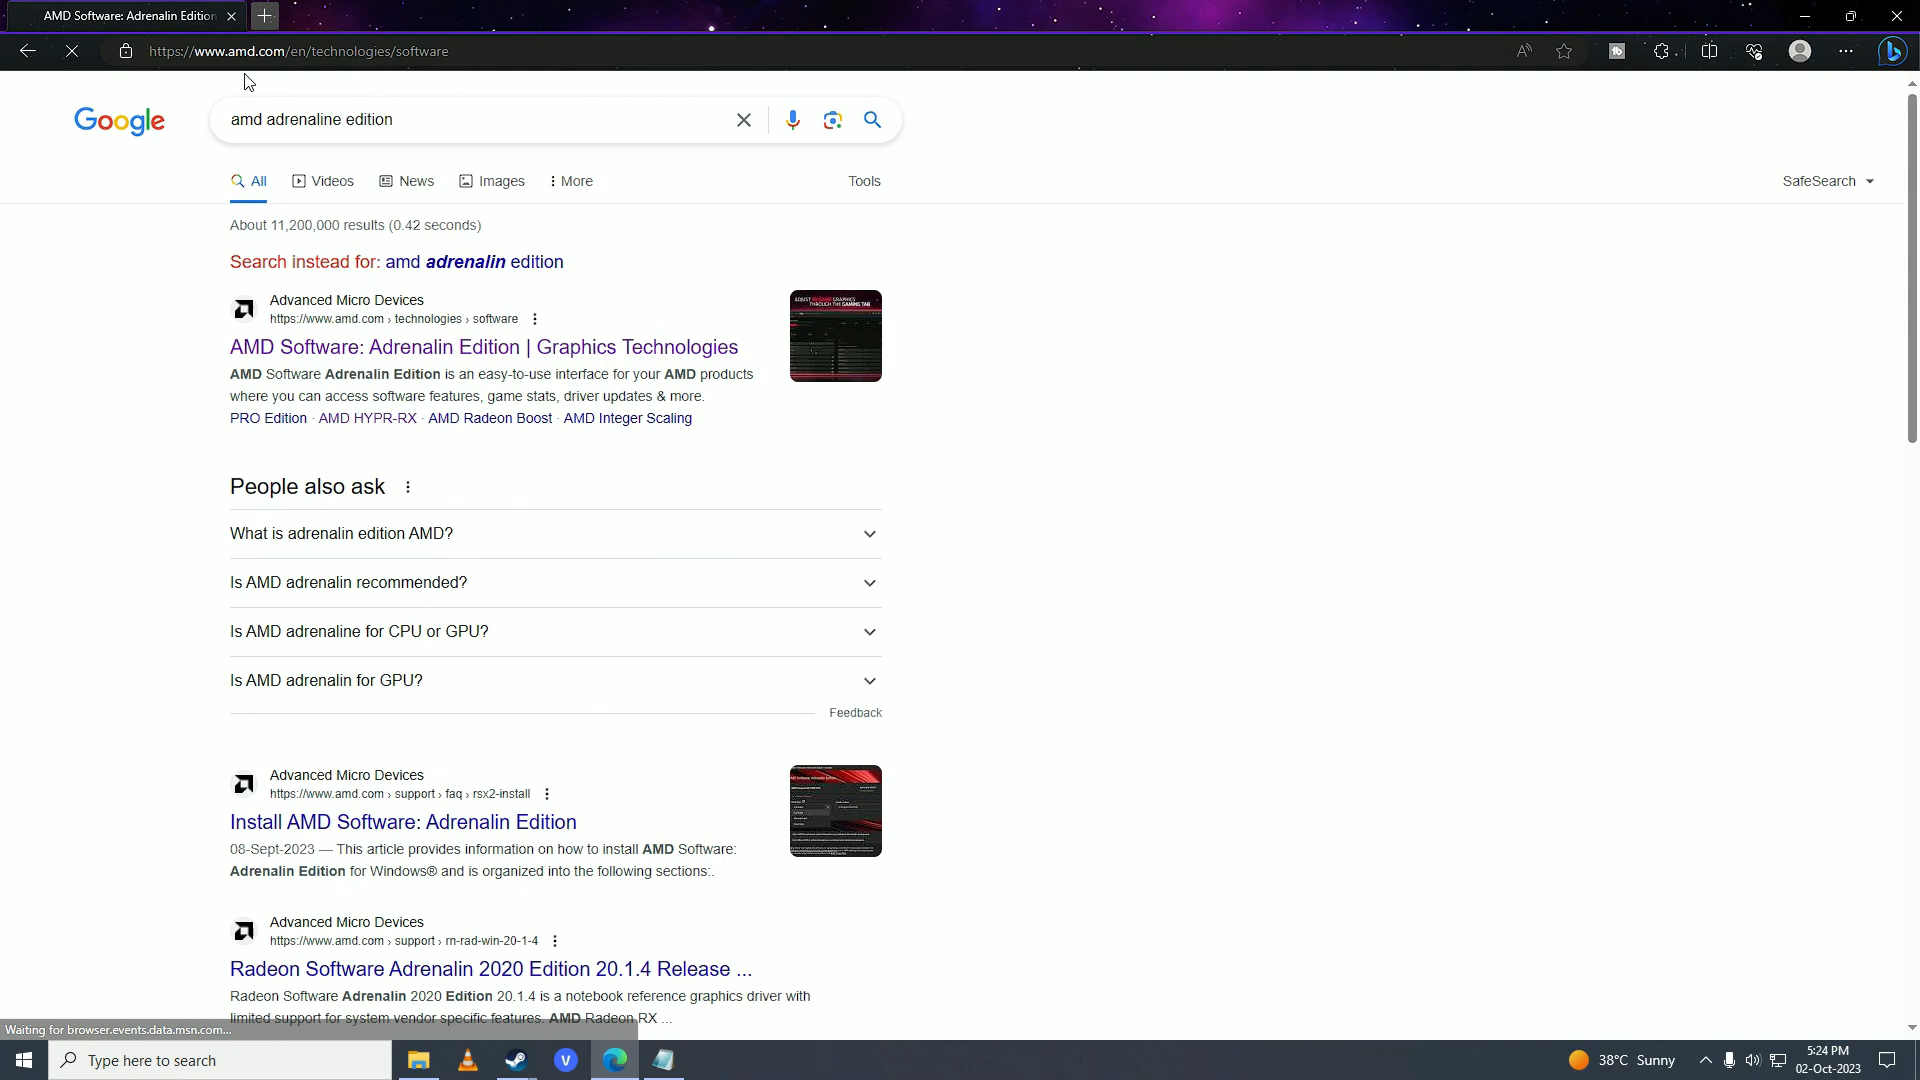 AMD Software: Adrenalin Edition
https://www.amd.com/en/technologies/software
Google
amd adrenaline edition
All
Videos
News
Images
More
Tools
SafeSearch
About 11,200,000 results (0.42 seconds)
Search instead for: amd adrenalin edition
Advanced Micro Devices
https://www.amd.com › technologies › software
AMD Software: Adrenalin Edition | Graphics Technologies
AMD Software Adrenalin Edition is an easy-to-use interface for your AMD products
where you can access software features, game stats, driver updates & more.
PRO Edition · AMD HYPR-RX · AMD Radeon Boost · AMD Integer Scaling
ADJUST IN-GAME GRAPHICS
THROUGH THE GAMING TAB
People also ask
What is adrenalin edition AMD?
Is AMD adrenalin recommended?
Is AMD adrenaline for CPU or GPU?
Is AMD adrenalin for GPU?
Feedback
Advanced Micro Devices
https://www.amd.com › support › faq › rsx2-install
Install AMD Software: Adrenalin Edition
08-Sept-2023 — This article provides information on how to install AMD Software:
Adrenalin Edition for Windows® and is organized into the following sections:.
Advanced Micro Devices
https://www.amd.com › support › rn-rad-win-20-1-4
Radeon Software Adrenalin 2020 Edition 20.1.4 Release ...
Radeon Software Adrenalin 2020 Edition 20.1.4 is a notebook reference graphics driver with
limited support for system vendor specific features. AMD Radeon RX ...
Waiting for browser.events.data.msn.com...
Type here to search
38°C Sunny
5:24 PM
02-Oct-2023